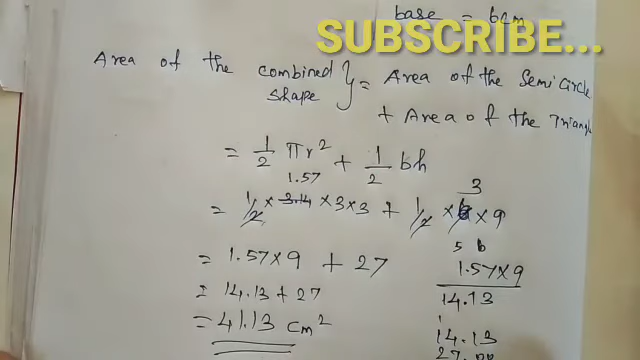 base = 6cm
SUBSCRIBE...
Area of the combined shape } = Area of the Semi Circle
+ Area of the Triangle
= 1/2 πr² + 1/2 bh
1.57 3
= 1/2 × 3.14 × 3×3 + 1/2 × 6 × 9
= 1.57×9 + 27
5 6
1.57×9
14.13
= 14.13 + 27
= 41.13 cm²
1
14.13